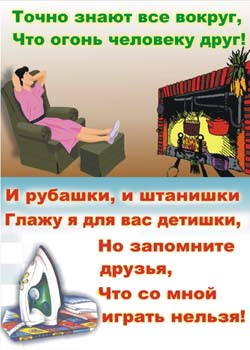 Точно знают все вокруг,
Что огонь человеку друг!
И рубашки, и штанишки
Глажу я для вас детишки,
Но запомните
друзья,
Что со мной
играть нельзя!